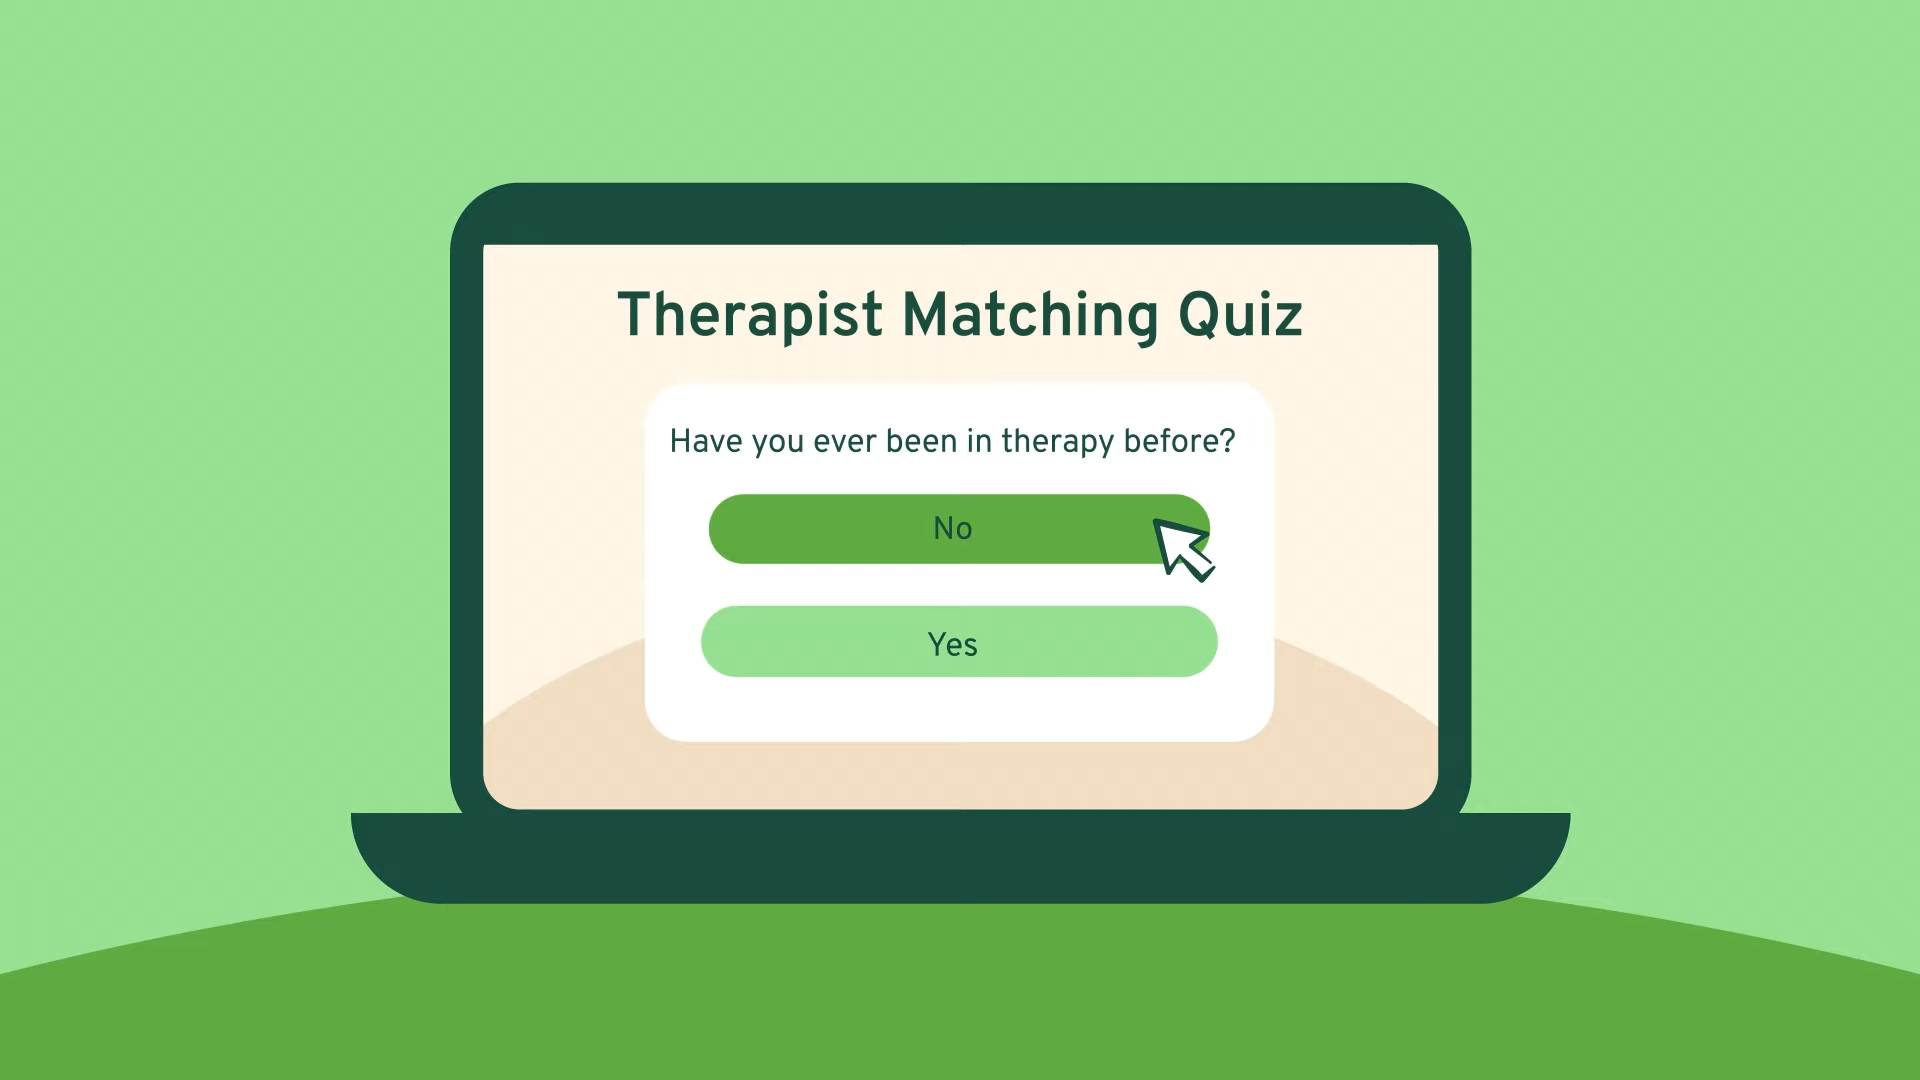 Therapist Matching Quiz
Have you ever been in therapy before?
No
Yes